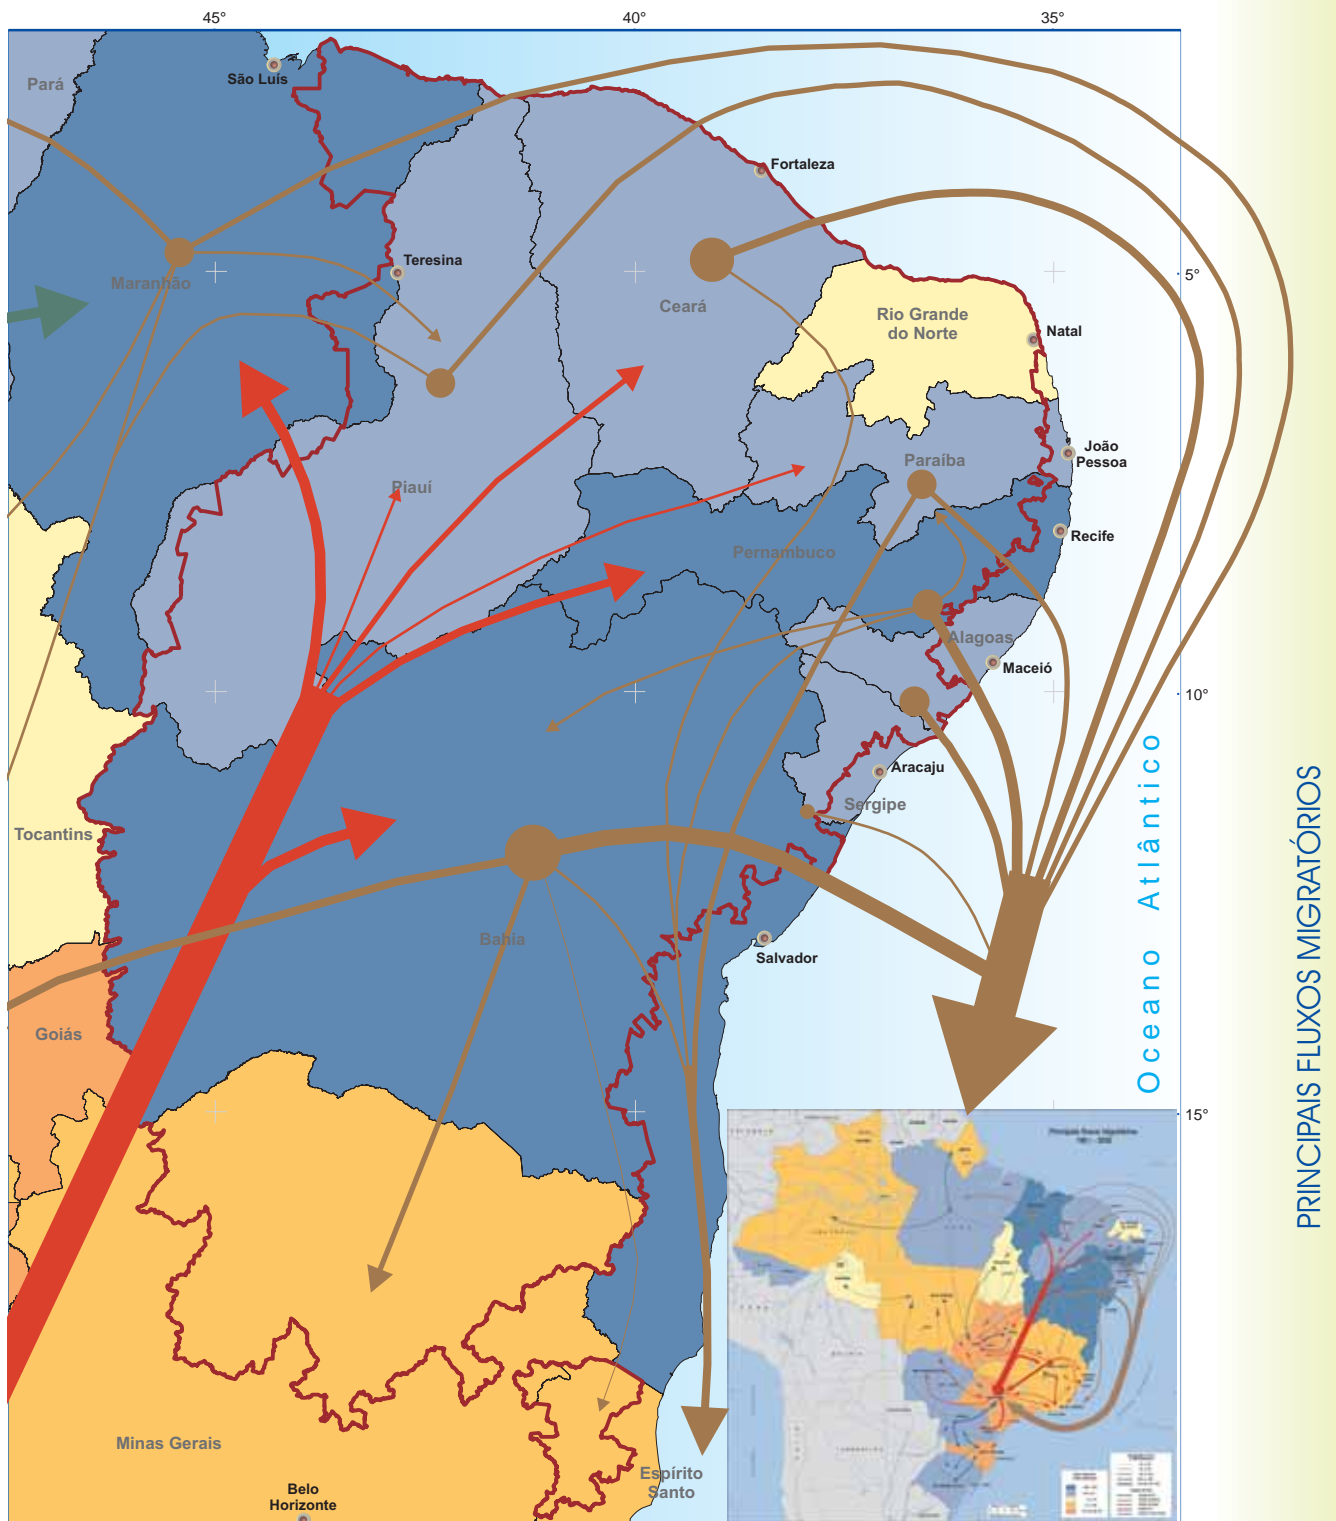 45°
40°
35°
Pará
São Luís
Fortaleza
Teresina
Maranhão
5°
Ceará
Rio Grande
do Norte
Natal
João
Pessoa
Paraíba
Piauí
Recife
Pernambuco
Alagoas
Maceió
10°
Aracaju
Sergipe
Tocantins
Bahia
Salvador
Oceano Atlântico
Goiás
PRINCIPAIS FLUXOS MIGRATÓRIOS
15°
Minas Gerais
Espírito
Santo
Belo
Horizonte